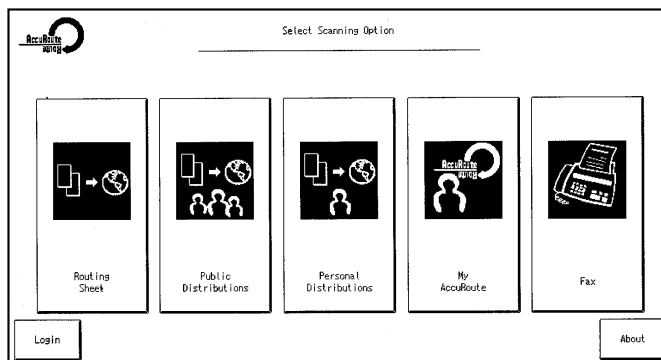 AccuRoute
Select Scanning Option
AccuRoute
Routing
Sheet
Public
Distributions
Personal
Distributions
My
AccuRoute
Fax
Login
About